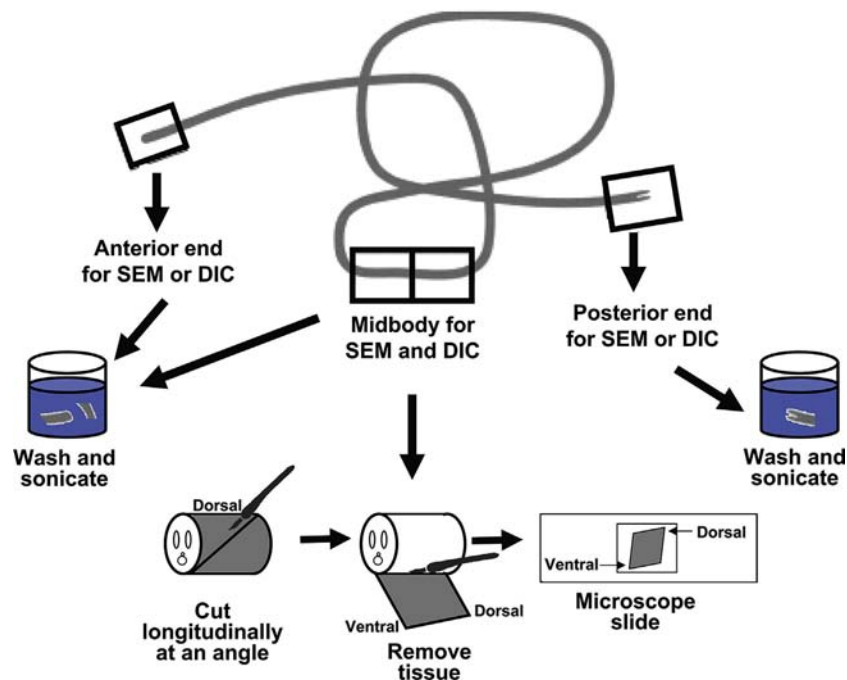 Anterior end
for SEM or DIC
Midbody for
SEM and DIC
Posterior end
for SEM or DIC
Wash and
sonicate
Wash and
sonicate
Dorsal
Cut
longitudinally
at an angle
Ventral
Dorsal
Remove
tissue
Dorsal
Ventral
Microscope
slide